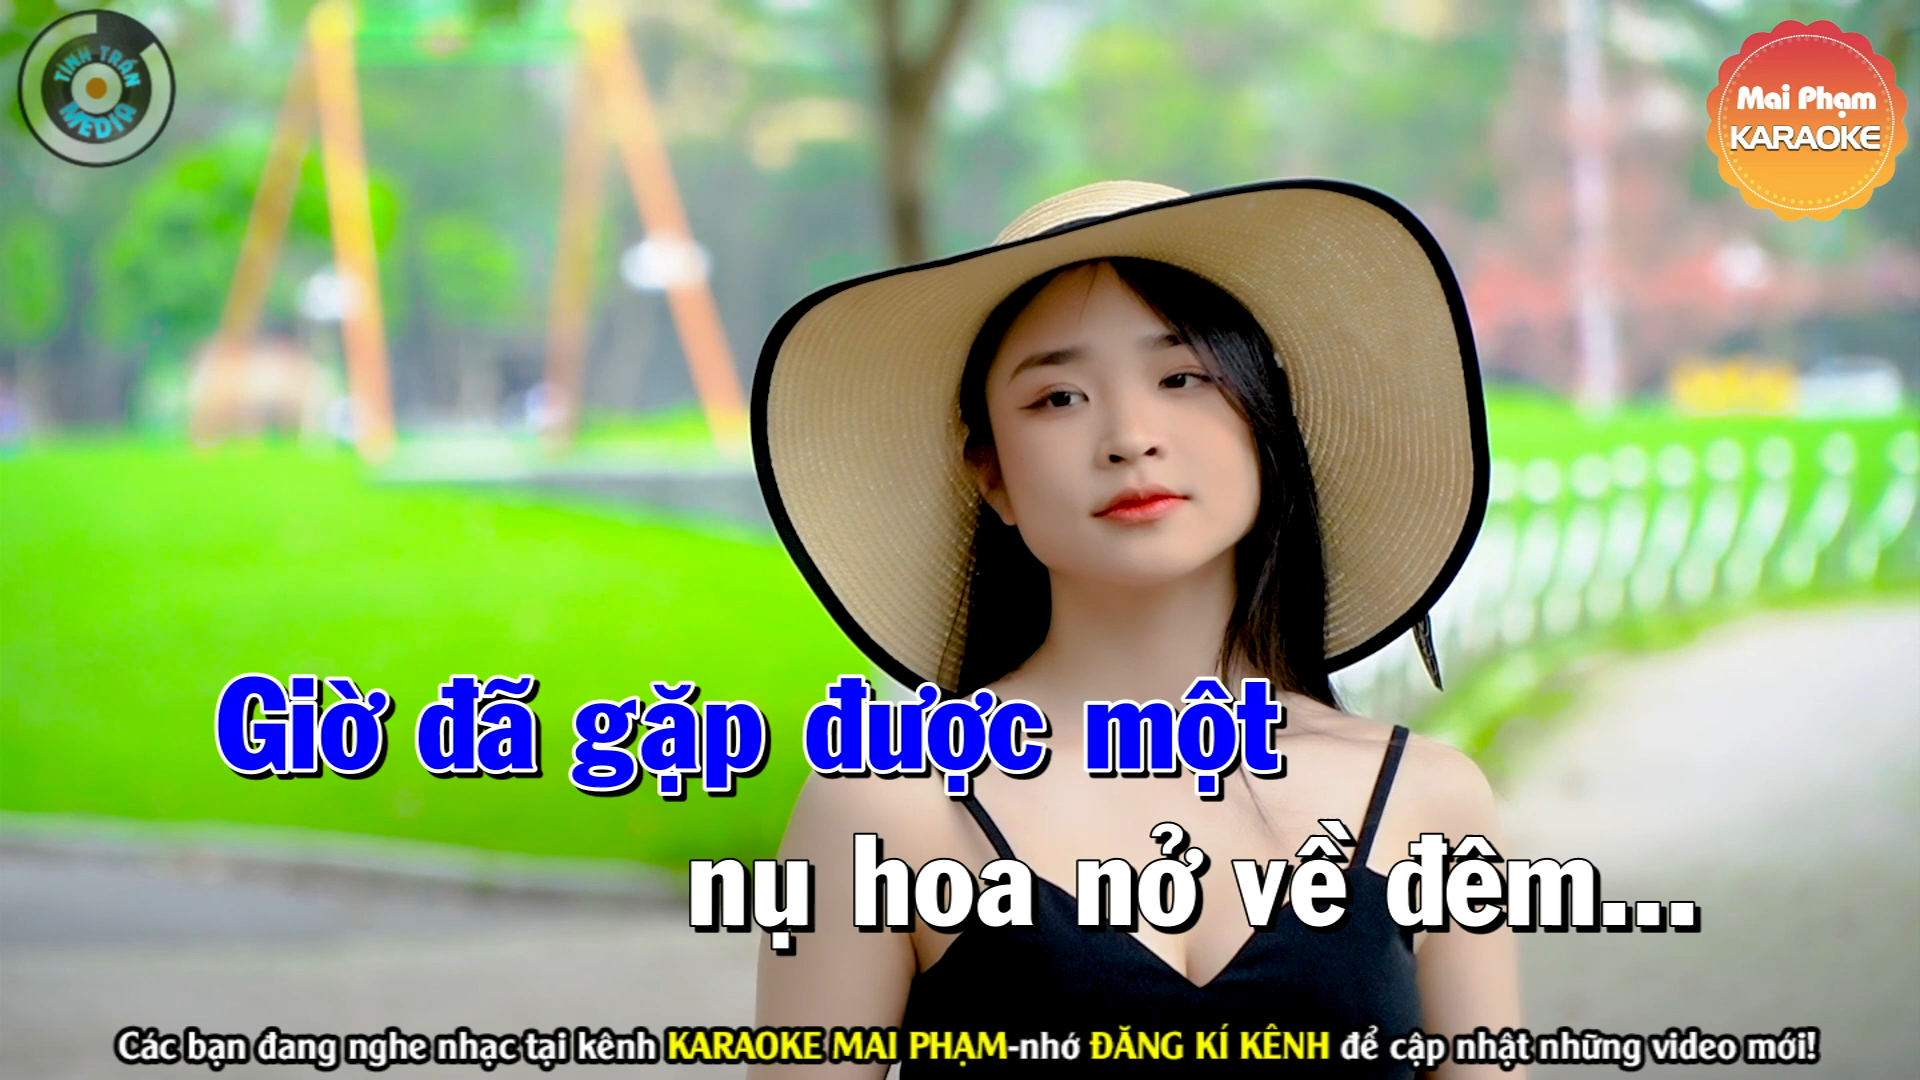 TÌNH TRẦN
MEDIA
Mai Phạm
KARAOKE
Giờ đã gặp được một
nụ hoa nở về đêm...
Các bạn đang nghe nhạc tại kênh KARAOKE MAI PHẠM-nhớ ĐĂNG KÍ KÊNH để cập nhật những video mới!